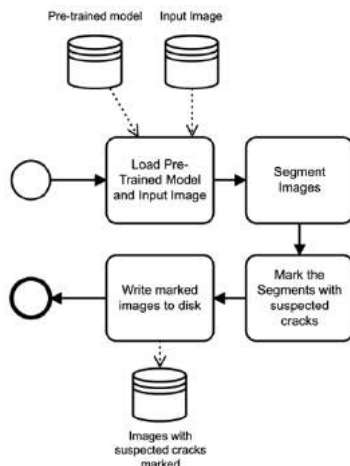 Pre-trained model
Input Image
Load Pre-
Trained Model
and Input Image
Segment
Images
Mark the
Segments with
suspected
cracks
Write marked
images to disk
Images with
suspected cracks
marked